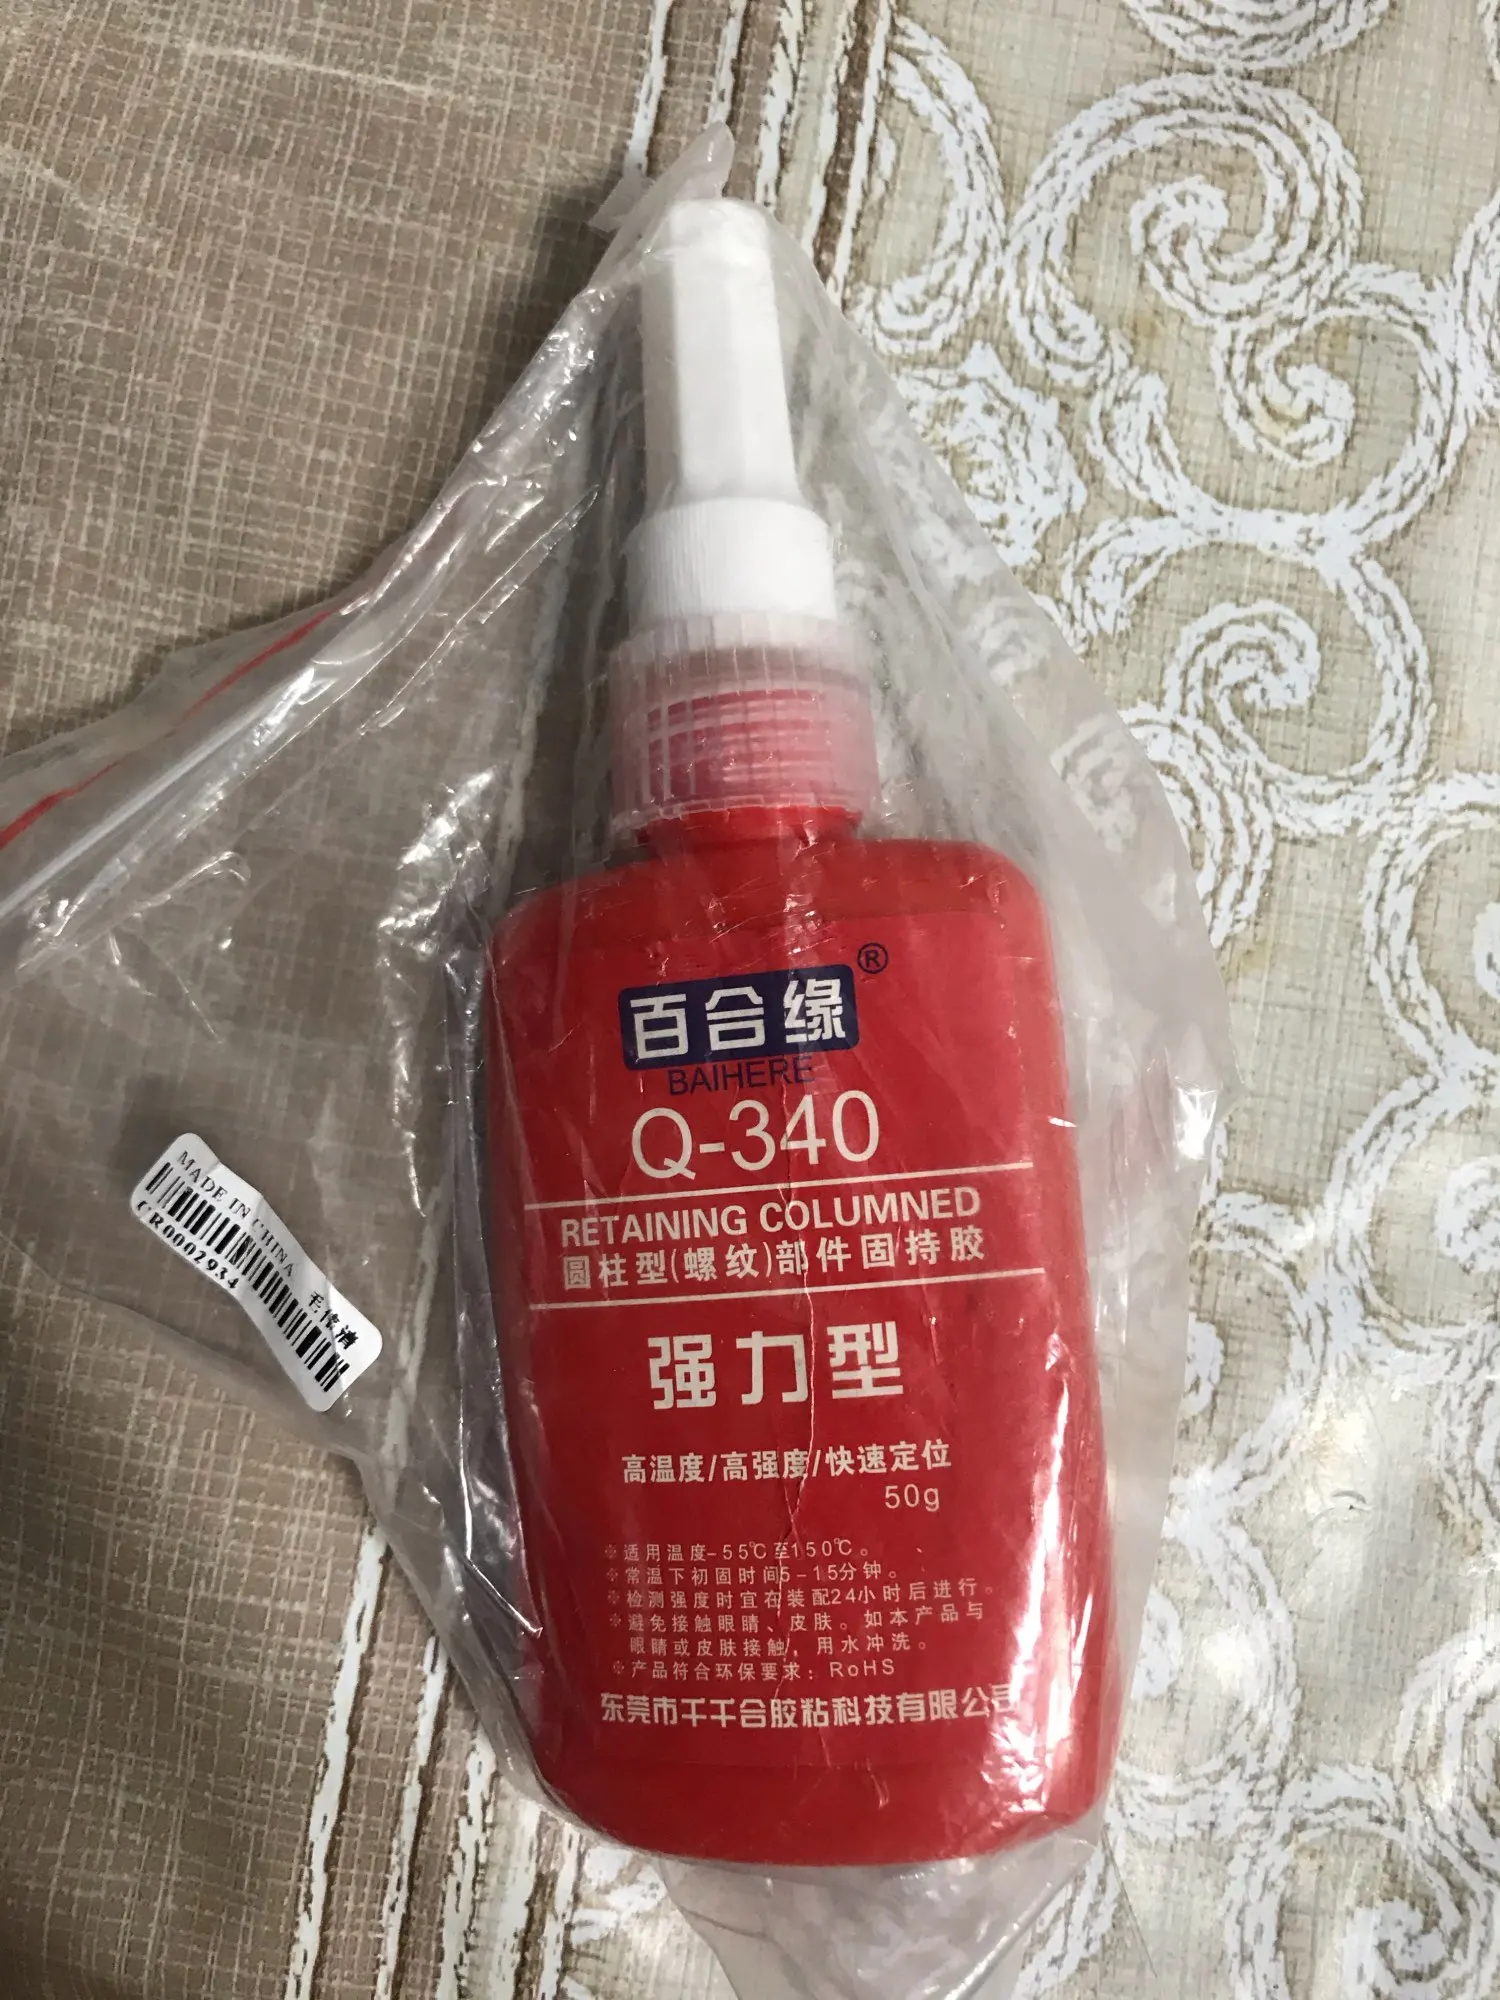 百合缘®
BAIHERE
Q-340
RETAINING COLUMNED
圆柱型(螺纹)部件固持胶
强力型
高温度/高强度/快速定位
50g
※适用温度-55℃至150℃。
※常温下初固时间5-15分钟。
※检测强度时宜在装配24小时后进行。
※避免接触眼睛、皮肤。如本产品与
眼睛或皮肤接触，用水冲洗。
※产品符合环保要求：RoHS
东莞市千千合胶粘科技有限公司
MADE IN CHINA
CR0002934